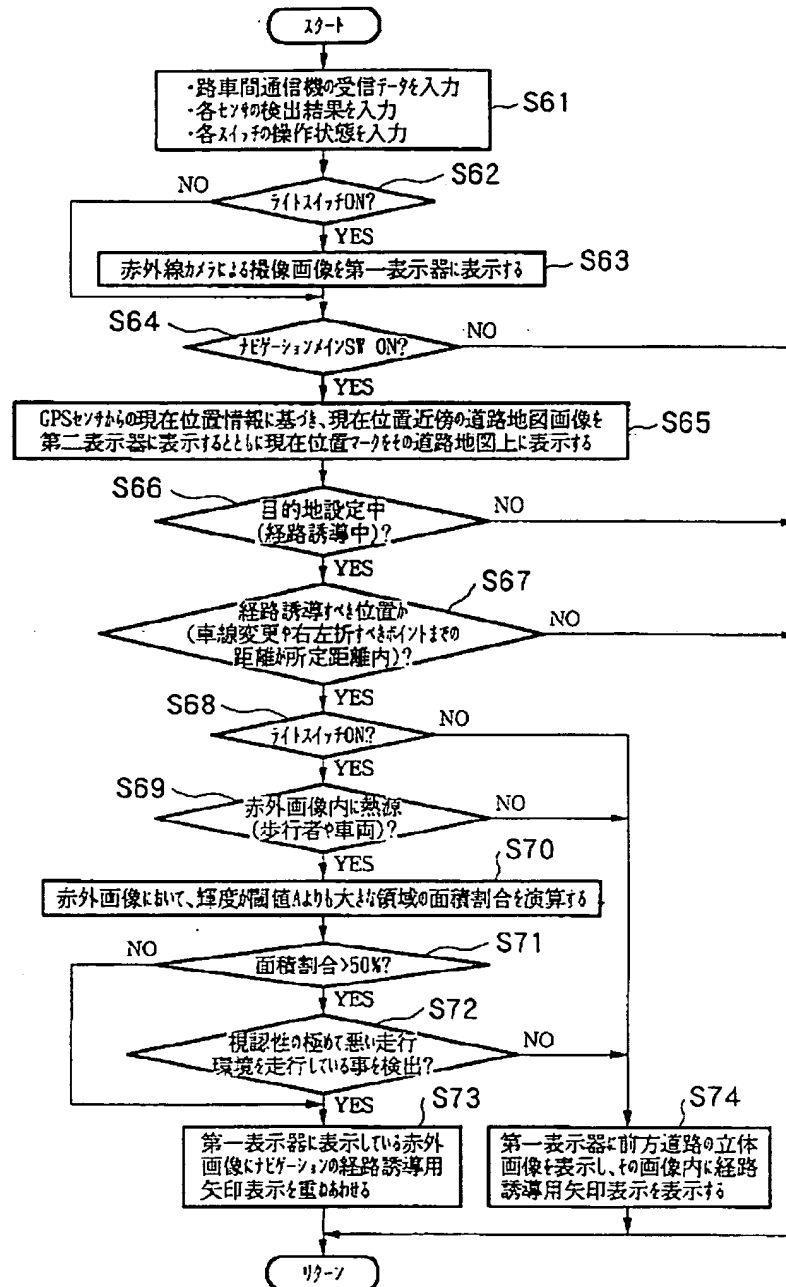 スタート
・路車間通信機の受信データを入力
・各センサの検出結果を入力
・各スイッチの操作状態を入力
S61
S62
NO
ライトスイッチON?
YES
赤外線カメラによる撮像画像を第一表示器に表示する
S63
S64
NO
ナビゲーションメインSW ON?
YES
GPSセンサからの現在位置情報に基づき、現在位置近傍の道路地図画像を
第二表示器に表示するとともに現在位置マークをその道路地図上に表示する
S65
S66
NO
目的地設定中
(経路誘導中)?
YES
S67
経路誘導すべき位置か
(車線変更や右左折すべきポイントまでの
距離が所定距離内)?
NO
YES
S68
NO
ライトスイッチON?
YES
S69
赤外画像内に熱源
(歩行者や車両)?
NO
YES
S70
赤外画像において、輝度が閾値Aよりも大きな領域の面積割合を演算する
S71
NO
面積割合>50%?
YES
S72
視認性の極めて悪い走行
環境を走行している事を検出?
NO
YES
S73
第一表示器に表示している赤外
画像にナビゲーションの経路誘導用
矢印表示を重ねあわせる
S74
第一表示器に前方道路の立体
画像を表示し、その画像内に経路
誘導用矢印表示を表示する
リターン